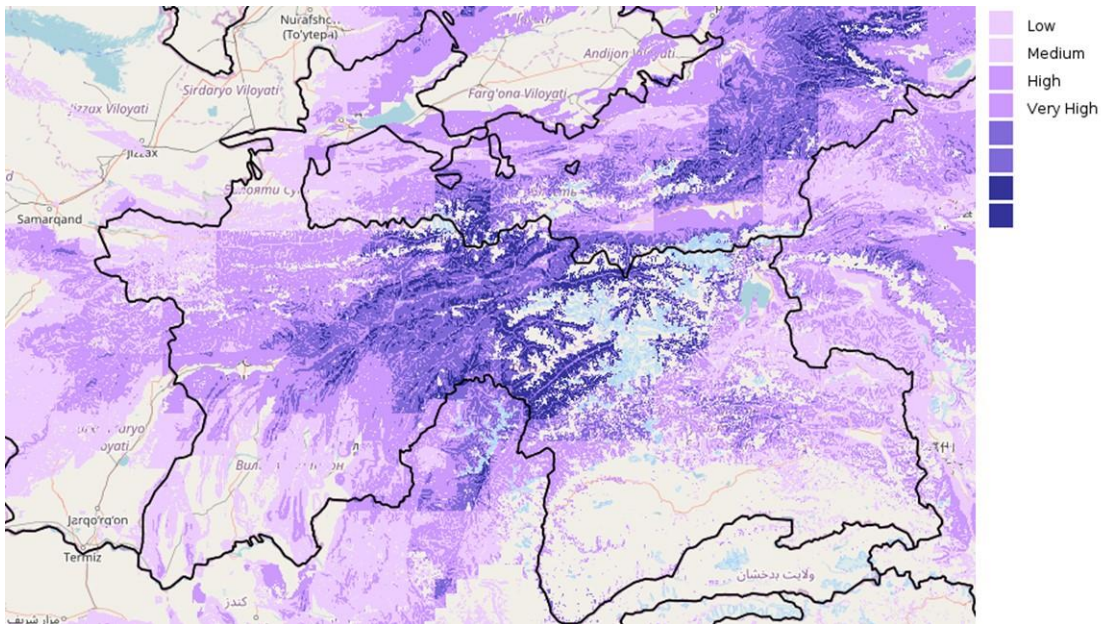 Nurafsh...
(To'yтера)
Andijon Viloyati
Sirdaryo Viloyati
Farg'ona Viloyati
Jizzax Viloyati
Jizzax
Samarqand
Jarqo'rg'on
Termiz
ولایت بدخشان
کندز
مزار شریف
Low
Medium
High
Very High